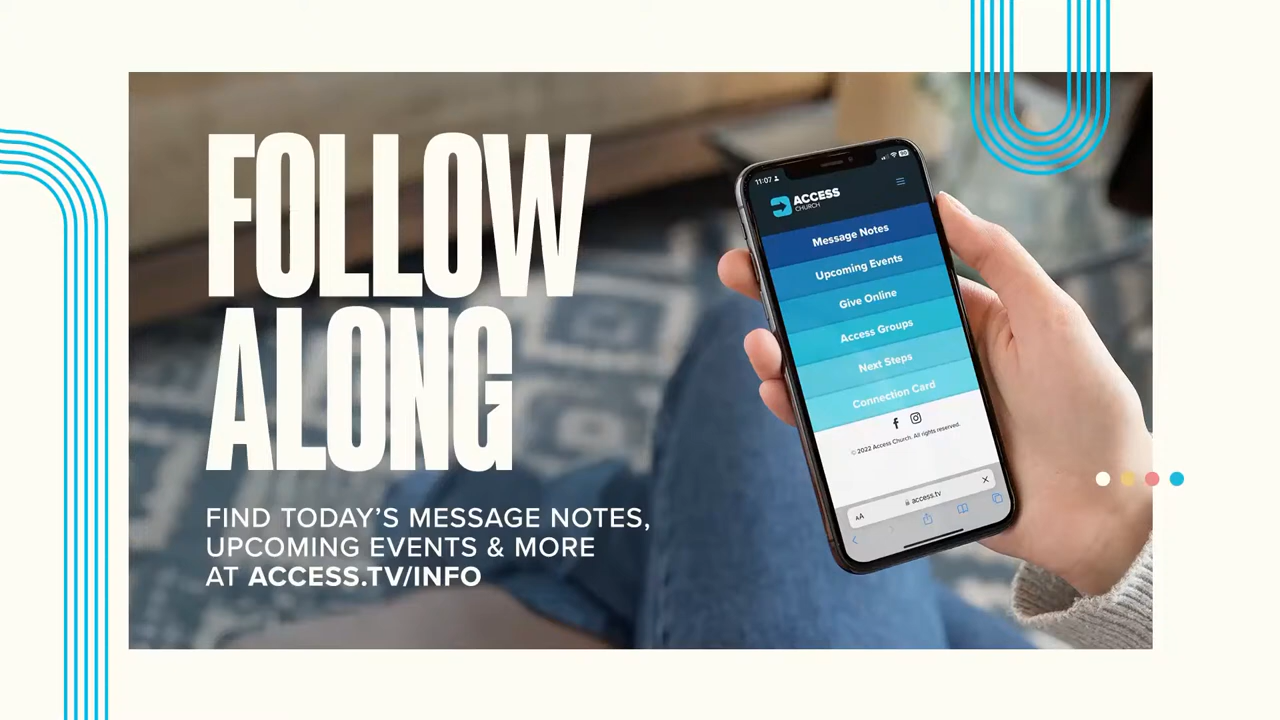 FOLLOW
ALONG
FIND TODAY'S MESSAGE NOTES,
UPCOMING EVENTS & MORE
AT ACCESS.TV/INFO
11:07
ACCESS
CHURCH
Message Notes
Upcoming Events
Give Online
Access Groups
Next Steps
Connection Card
© 2022 Access Church. All rights reserved.
AA access.tv